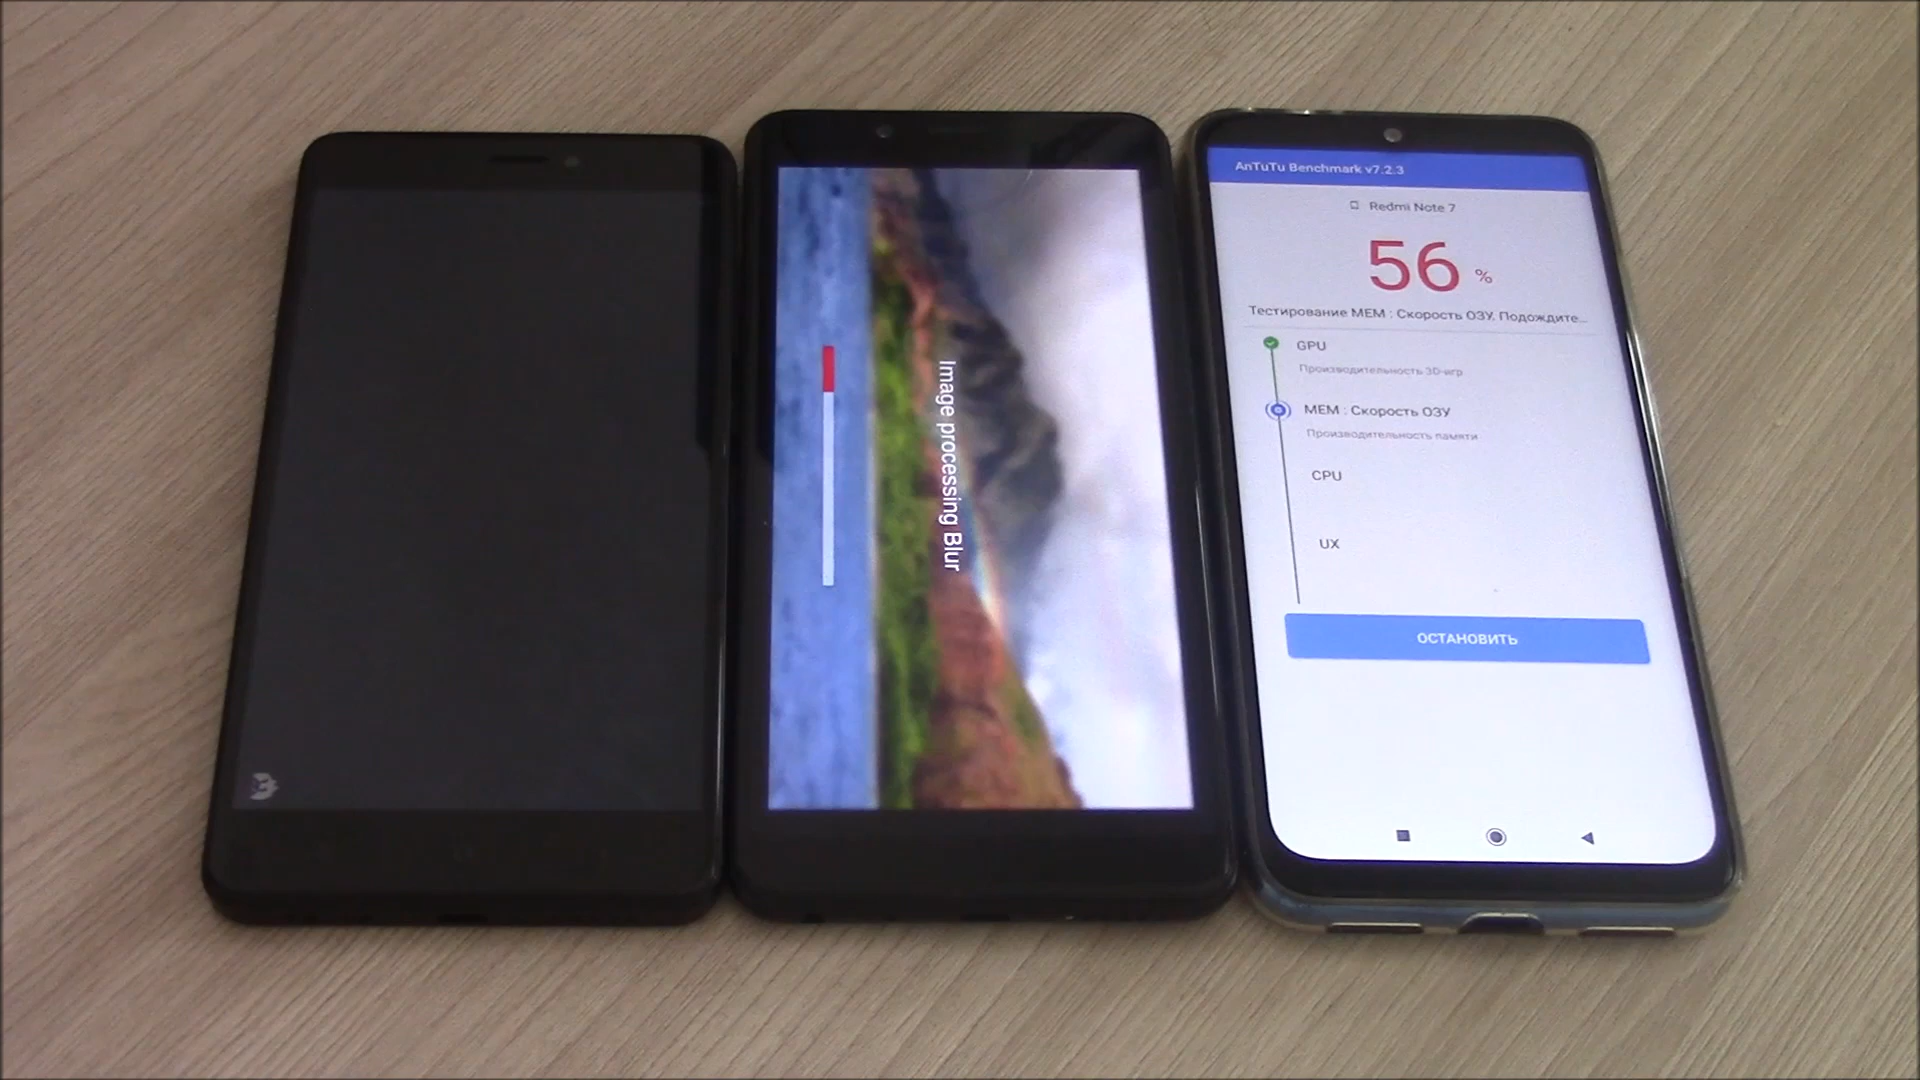 Image processing Blur
AnTuTu Benchmark v7.2.3
Redmi Note 7
56 %
Тестирование MEM : Скорость ОЗУ. Подождите...
GPU
Производительность 3D-игр
MEM : Скорость ОЗУ
Производительность памяти
CPU
UX
ОСТАНОВИТЬ